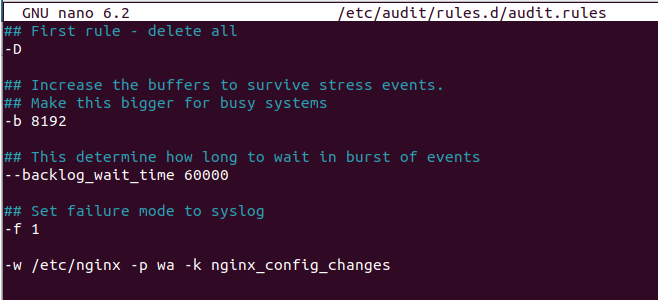 GNU nano 6.2 /etc/audit/rules.d/audit.rules
## First rule - delete all
-D
## Increase the buffers to survive stress events.
## Make this bigger for busy systems
-b 8192
## This determine how long to wait in burst of events
--backlog_wait_time 60000
## Set failure mode to syslog
-f 1
-w /etc/nginx -p wa -k nginx_config_changes